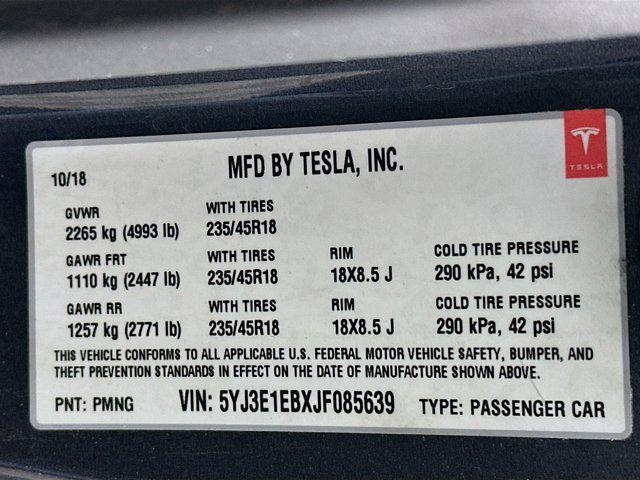 10/18 MFD BY TESLA, INC.
TESLA
GVWR WITH TIRES
2265 kg (4993 lb) 235/45R18
GAWR FRT WITH TIRES RIM COLD TIRE PRESSURE
1110 kg (2447 lb) 235/45R18 18X8.5 J 290 kPa, 42 psi
GAWR RR WITH TIRES RIM COLD TIRE PRESSURE
1257 kg (2771 lb) 235/45R18 18X8.5 J 290 kPa, 42 psi
THIS VEHICLE CONFORMS TO ALL APPLICABLE U.S. FEDERAL MOTOR VEHICLE SAFETY, BUMPER, AND
THEFT PREVENTION STANDARDS IN EFFECT ON THE DATE OF MANUFACTURE SHOWN ABOVE.
PNT: PMNG VIN: 5YJ3E1EBXJF085639 TYPE: PASSENGER CAR